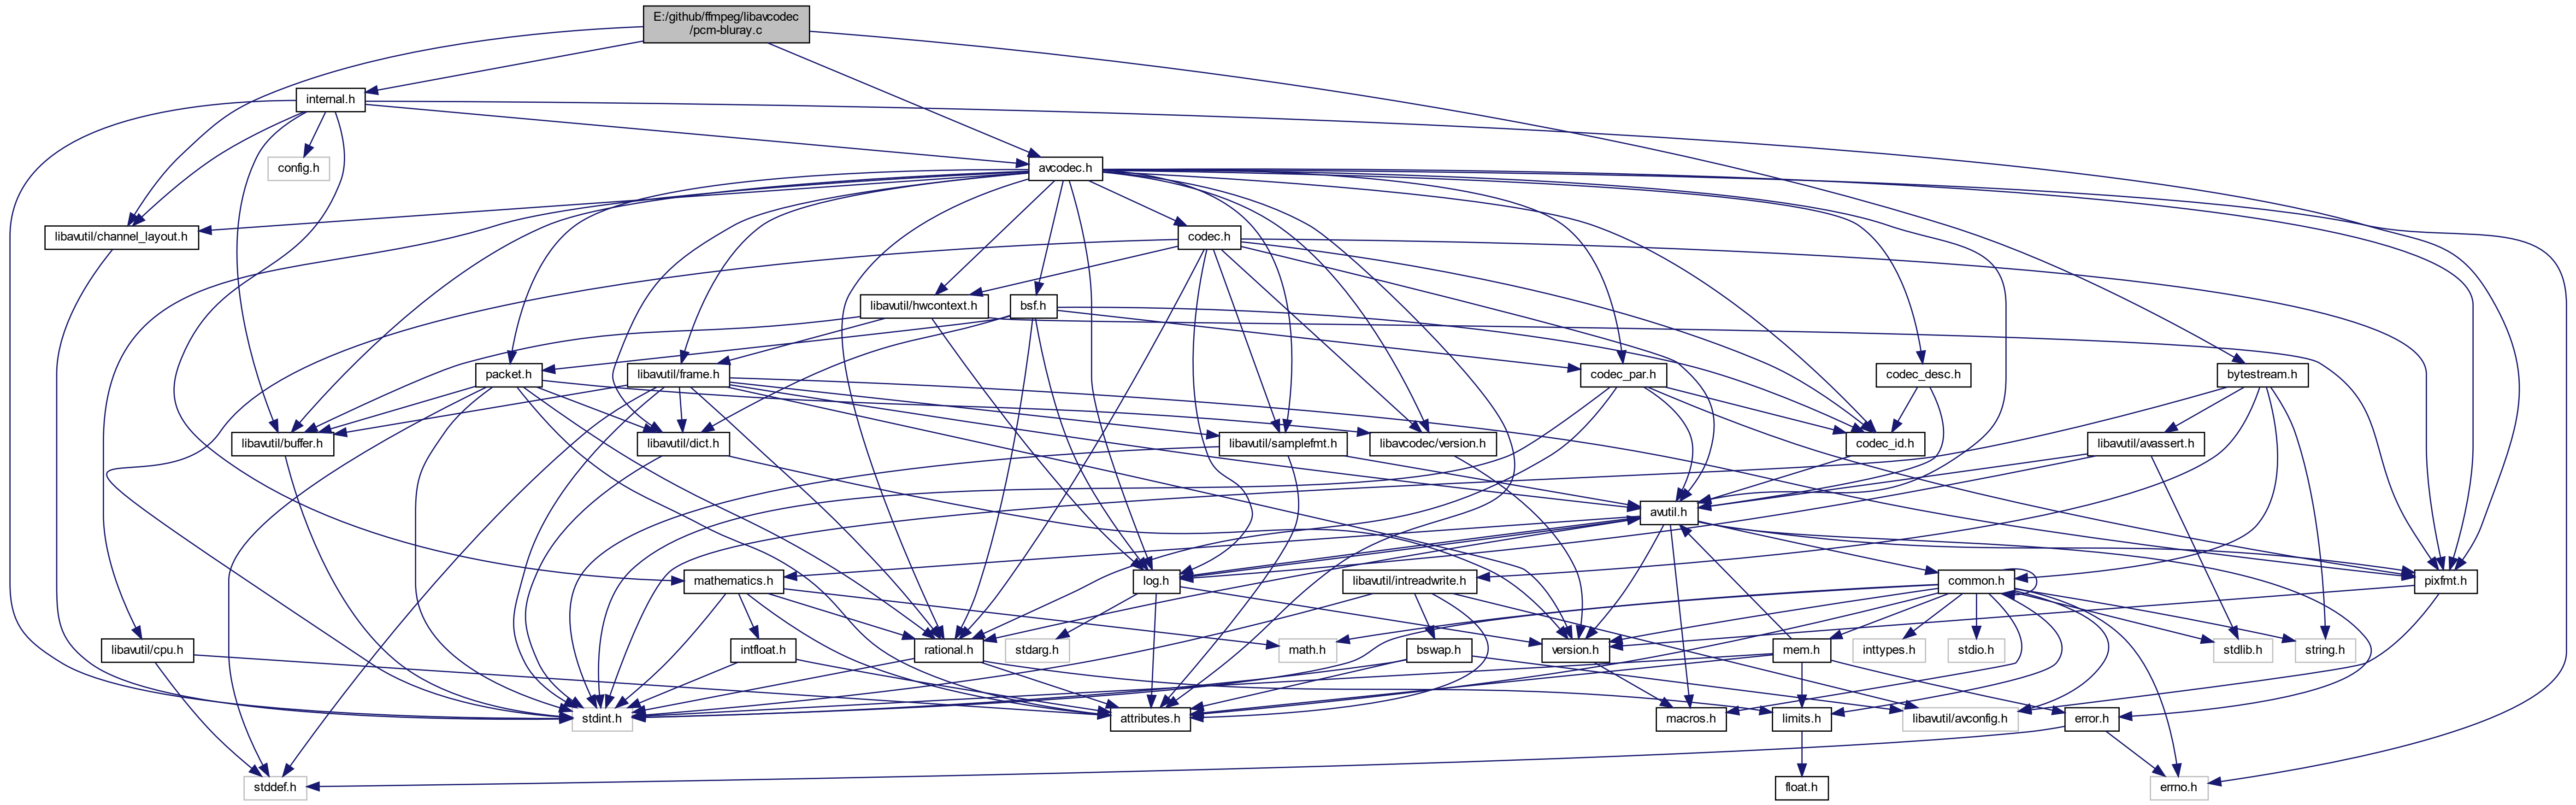 E:/github/ffmpeg/libavcodec
/pcm-bluray.c
internal.h
config.h
avcodec.h
libavutil/channel_layout.h
codec.h
libavutil/hwcontext.h
bsf.h
packet.h
libavutil/frame.h
codec_par.h
codec_desc.h
bytestream.h
libavutil/buffer.h
libavutil/dict.h
libavutil/samplefmt.h
libavcodec/version.h
codec_id.h
libavutil/avassert.h
avutil.h
mathematics.h
log.h
libavutil/intreadwrite.h
common.h
pixfmt.h
libavutil/cpu.h
intfloat.h
rational.h
stdarg.h
math.h
bswap.h
version.h
mem.h
inttypes.h
stdio.h
stdlib.h
string.h
stdint.h
attributes.h
macros.h
limits.h
libavutil/avconfig.h
error.h
stddef.h
float.h
errno.h